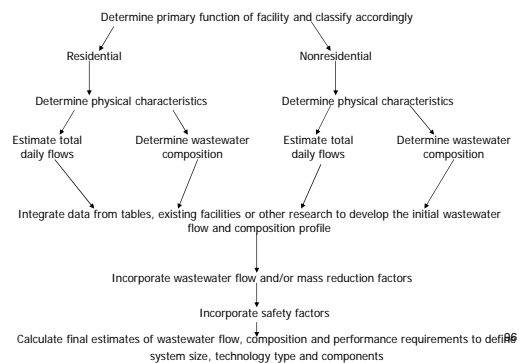 Determine primary function of facility and classify accordingly
Residential
Nonresidential
Determine physical characteristics
Determine physical characteristics
Estimate total
daily flows
Determine wastewater
composition
Estimate total
daily flows
Determine wastewater
composition
Integrate data from tables, existing facilities or other research to develop the initial wastewater
flow and composition profile
Incorporate wastewater flow and/or mass reduction factors
Incorporate safety factors
Calculate final estimates of wastewater flow, composition and performance requirements to define
system size, technology type and components
96